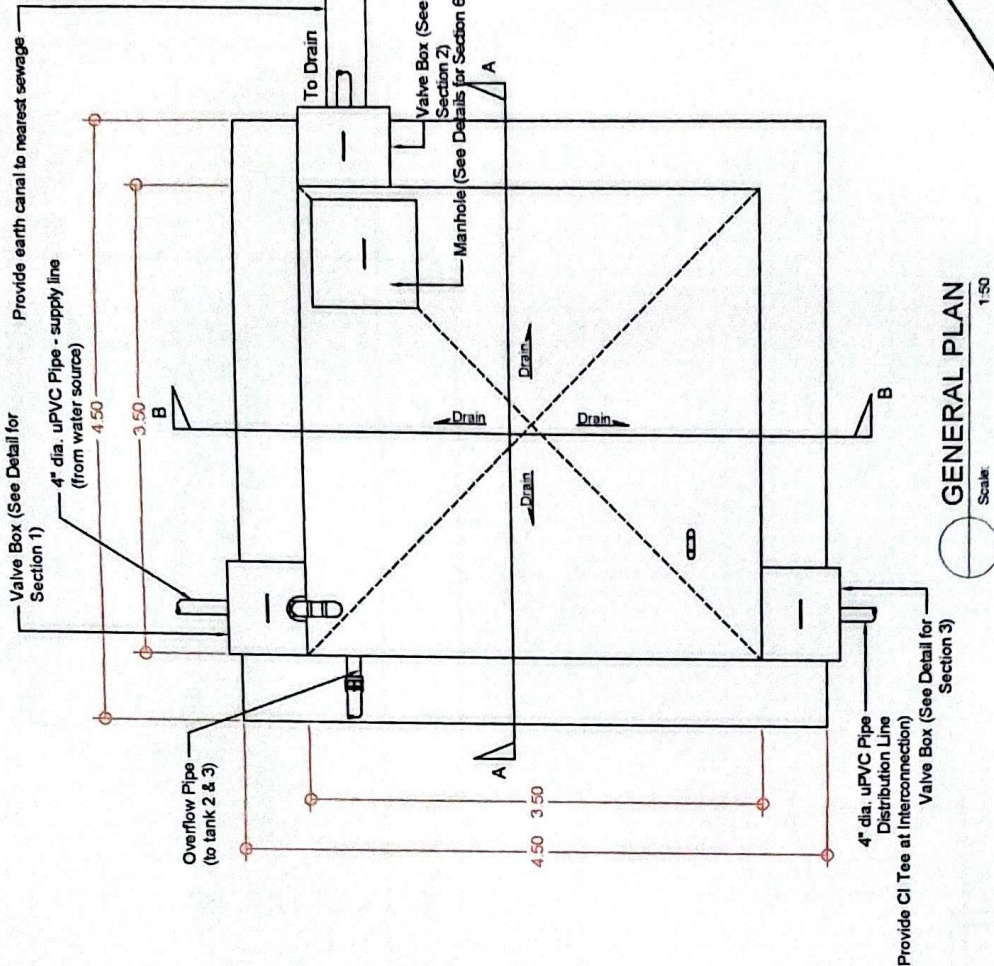 Provide earth canal to nearest sewage
Valve Box (See Detail for
Section 1)
4" dia. uPVC Pipe - supply line
(from water source)
4.50
3.50
To Drain
Valve Box (See
Section 2)
Manhole (See Details for Section 6
A
B
Drain
Drain
Drain
Drain
B
A
Overflow Pipe
(to tank 2 & 3)
3.50
4.50
4" dia. uPVC Pipe
Distribution Line
Provide CI Tee at Interconnection)
Valve Box (See Detail for
Section 3)
GENERAL PLAN
Scale: 1:50